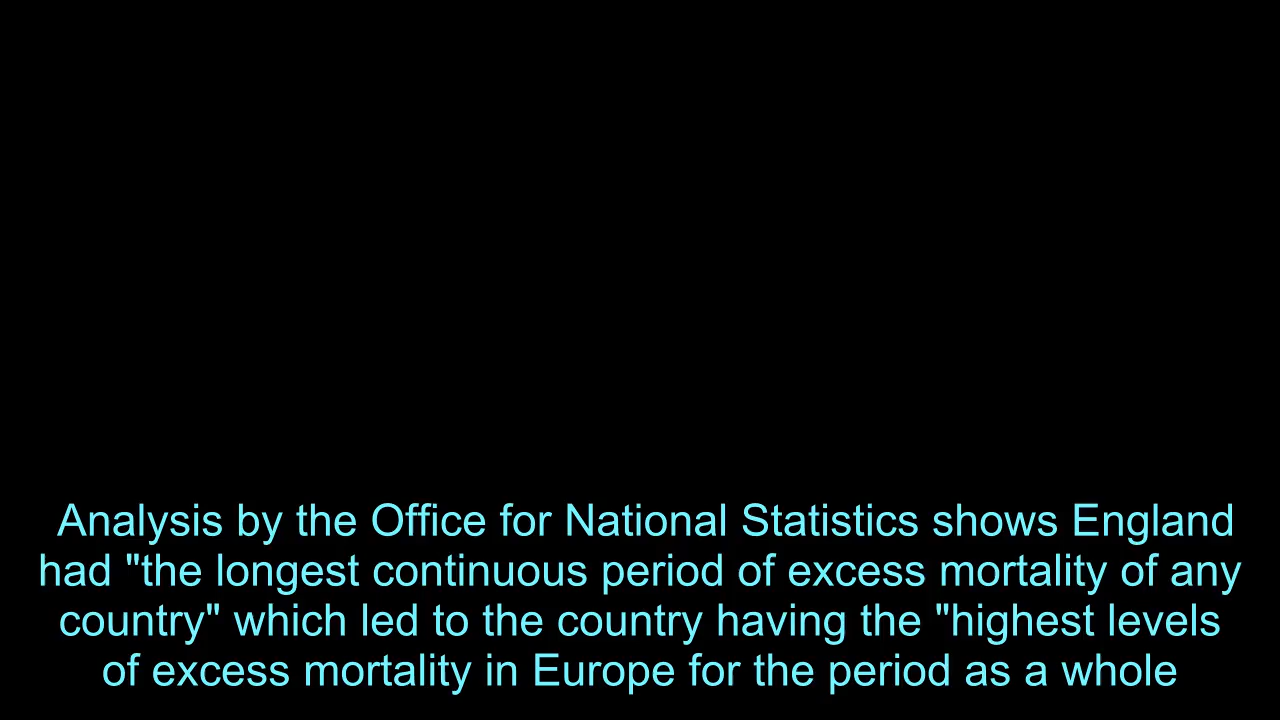 Analysis by the Office for National Statistics shows England
had "the longest continuous period of excess mortality of any
country" which led to the country having the "highest levels
of excess mortality in Europe for the period as a whole